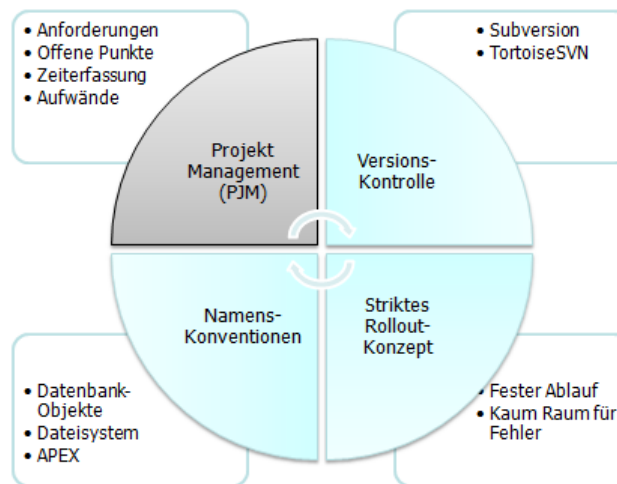 • Anforderungen
• Offene Punkte
• Zeiterfassung
• Aufwände
• Subversion
• TortoiseSVN
Projekt
Management
(PJM)
Versions-
Kontrolle
Namens-
Konventionen
Striktes
Rollout-
Konzept
• Datenbank-
Objekte
• Dateisystem
• APEX
• Fester Ablauf
• Kaum Raum für
Fehler